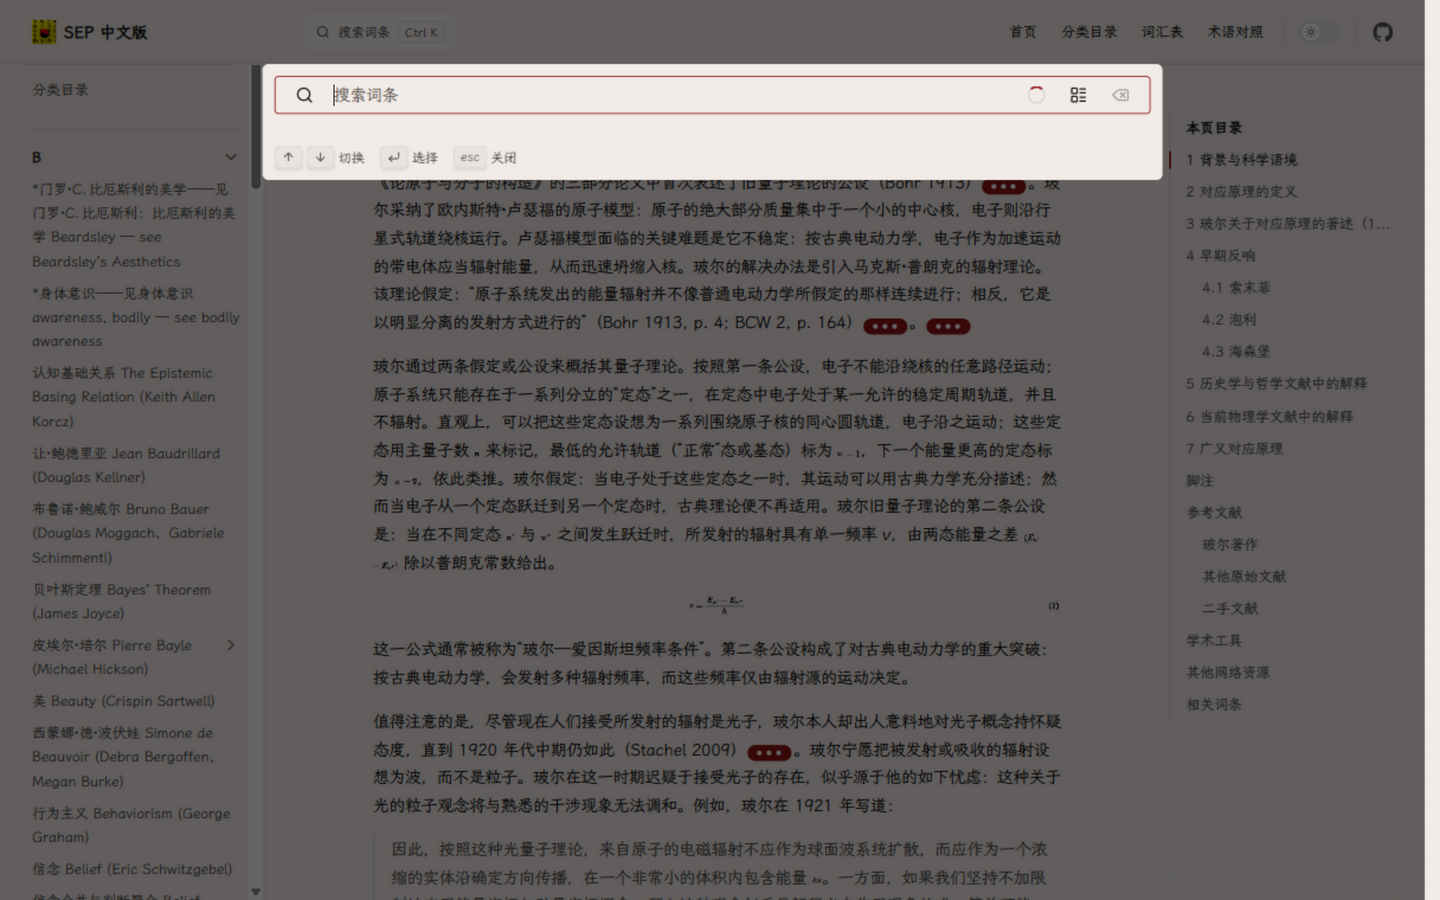 SEP 中文版
搜索词条 Ctrl K
首页 分类目录 词汇表 术语对照
搜索词条
切换 选择 esc 关闭
分类目录
B
*门罗·C. 比厄斯利的美学——见
门罗·C. 比厄斯利：比厄斯利的美
学 Beardsley — see
Beardsley’s Aesthetics
*身体意识——见身体意识
awareness, bodily — see bodily
awareness
认知基础关系 The Epistemic
Basing Relation (Keith Allen
Korcz)
让·鲍德里亚 Jean Baudrillard
(Douglas Kellner)
布鲁诺·鲍威尔 Bruno Bauer
(Douglas Moggach、Gabriele
Schimmenti)
贝叶斯定理 Bayes’ Theorem
(James Joyce)
皮埃尔·培尔 Pierre Bayle
(Michael Hickson)
美 Beauty (Crispin Sartwell)
西蒙娜·德·波伏娃 Simone de
Beauvoir (Debra Bergoffen、
Megan Burke)
行为主义 Behaviorism (George
Graham)
信念 Belief (Eric Schwitzgebel)
《论原子与分子的构造》的三部分论文中首次表述了旧量子理论的公设（Bohr 1913）。玻
尔采纳了欧内斯特·卢瑟福的原子模型：原子的绝大部分质量集中于一个小的中心核，电子则沿行
星式轨道绕核运行。卢瑟福模型面临的关键难题是它不稳定：按古典电动力学，电子作为加速运动
的带电体应当辐射能量，从而迅速坍缩入核。玻尔的解决办法是引入马克斯·普朗克的辐射理论。
该理论假定：“原子系统发出的能量辐射并不像普通电动力学所假定的那样连续进行；相反，它是
以明显分离的发射方式进行的”（Bohr 1913, p. 4; BCW 2, p. 164）。
玻尔通过两条假定或公设来概括其量子理论。按照第一条公设，电子不能沿绕核的任意路径运动；
原子系统只能存在于一系列分立的“定态”之一，在定态中电子处于某一允许的稳定周期轨道，并且
不辐射。直观上，可以把这些定态设想为一系列围绕原子核的同心圆轨道，电子沿之运动；这些定
态用主量子数 n 来标记，最低的允许轨道（“正常”态或基态）标为 n=1，下一个能量更高的定态标
为 n=2，依此类推。玻尔假定：当电子处于这些定态之一时，其运动可以用古典力学充分描述；然
而当电子从一个定态跃迁到另一个定态时，古典理论便不再适用。玻尔旧量子理论的第二条公设
是：当在不同定态 n′ 与 n″ 之间发生跃迁时，所发射的辐射具有单一频率 ν，由两态能量之差 (En′
−En″) 除以普朗克常数给出。
ν = (En′ − En″)/h (1)
这一公式通常被称为“玻尔—爱因斯坦频率条件”。第二条公设构成了对古典电动力学的重大突破：
按古典电动力学，会发射多种辐射频率，而这些频率仅由辐射源的运动决定。
值得注意的是，尽管现在人们接受所发射的辐射是光子，玻尔本人却出人意料地对光子概念持怀疑
态度，直到 1920 年代中期仍如此（Stachel 2009）。玻尔宁愿把被发射或吸收的辐射设
想为波，而不是粒子。玻尔在这一时期迟疑于接受光子的存在，似乎源于他的如下忧虑：这种关于
光的粒子观念将与熟悉的干涉现象无法调和。例如，玻尔在 1921 年写道：
因此，按照这种光量子理论，来自原子的电磁辐射不应作为球面波系统扩散，而应作为一个浓
缩的实体沿确定方向传播，在一个非常小的体积内包含能量 hν。一方面，如果我们坚持不加限
本页目录
1 背景与科学语境
2 对应原理的定义
3 玻尔关于对应原理的著述（1…
4 早期反响
4.1 索末菲
4.2 泡利
4.3 海森堡
5 历史学与哲学文献中的解释
6 当前物理学文献中的解释
7 广义对应原理
脚注
参考文献
玻尔著作
其他原始文献
二手文献
学术工具
其他网络资源
相关词条